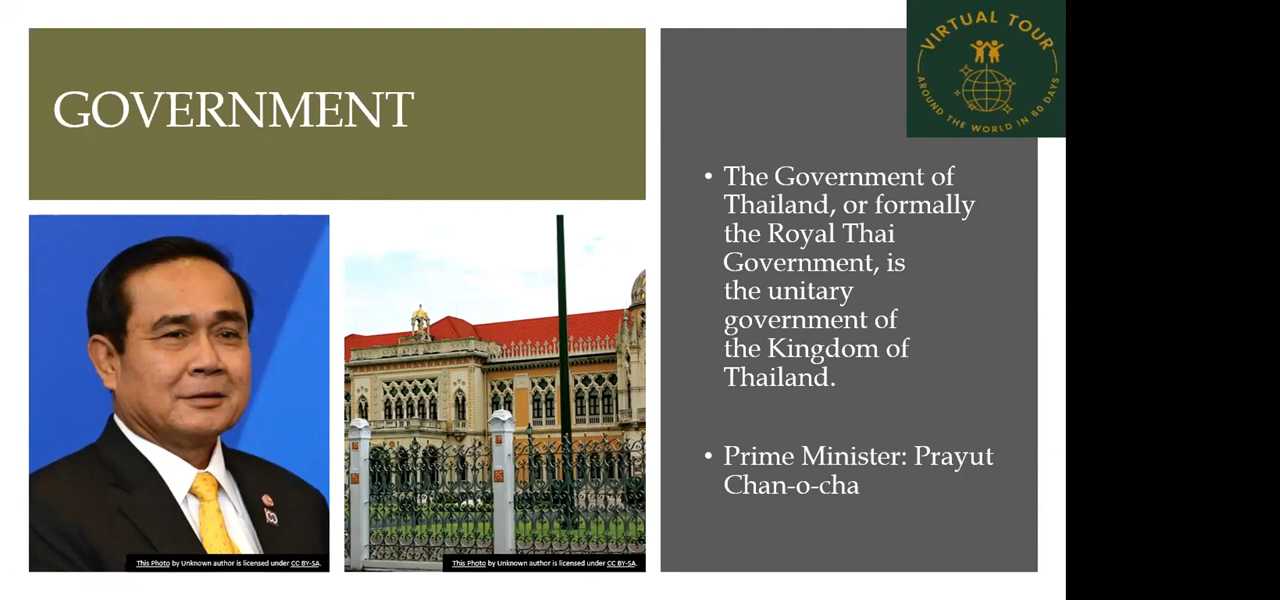 GOVERNMENT
VIRTUAL TOUR
AROUND THE WORLD IN 80 DAYS
• The Government of
Thailand, or formally
the Royal Thai
Government, is
the unitary
government of
the Kingdom of
Thailand.
• Prime Minister: Prayut
Chan-o-cha
This Photo by Unknown author is licensed under CC BY-SA.
This Photo by Unknown author is licensed under CC BY-SA.